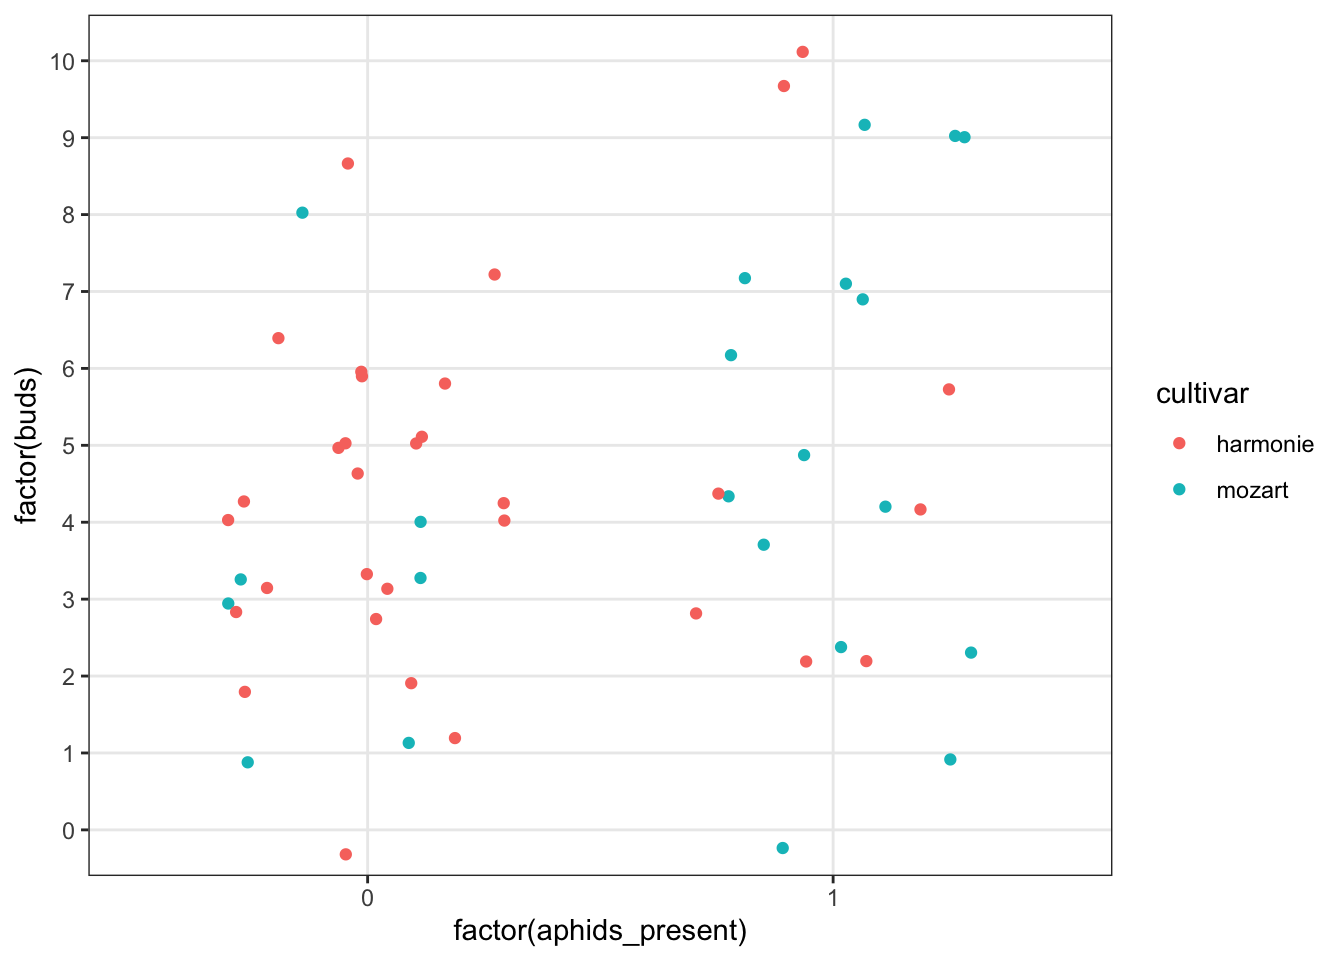 10
9
8
7
6
5
4
3
2
1
0
factor(buds)
0 1
factor(aphids_present)
cultivar
harmonie
mozart